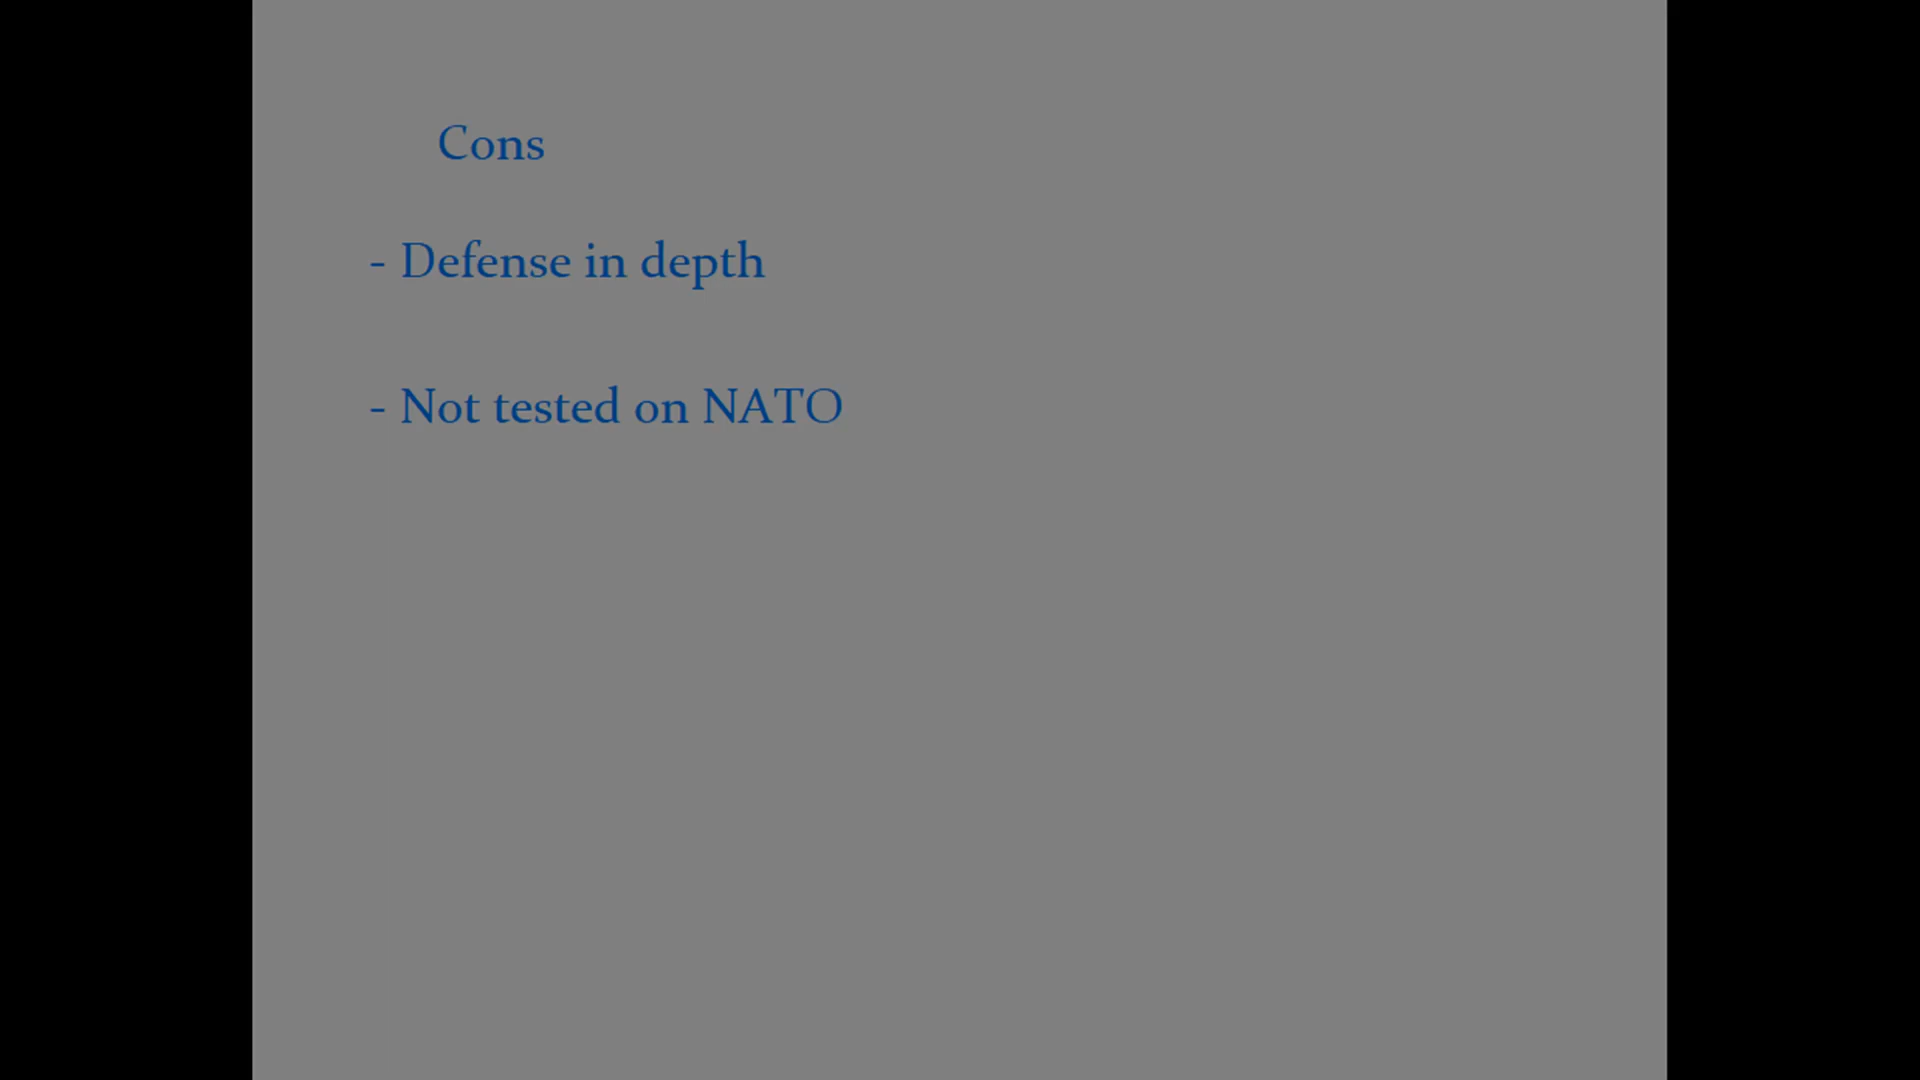 Cons
- Defense in depth
- Not tested on NATO